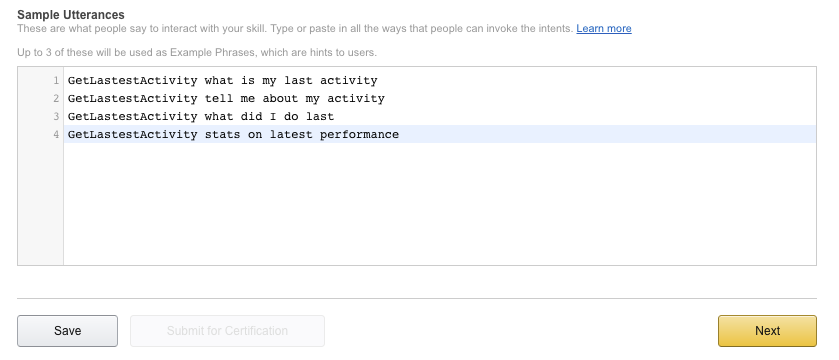 Sample Utterances
These are what people say to interact with your skill. Type or paste in all the ways that people can invoke the intents. Learn more
Up to 3 of these will be used as Example Phrases, which are hints to users.
1 GetLastestActivity what is my last activity
2 GetLastestActivity tell me about my activity
3 GetLastestActivity what did I do last
4 GetLastestActivity stats on latest performance
Save Submit for Certification Next